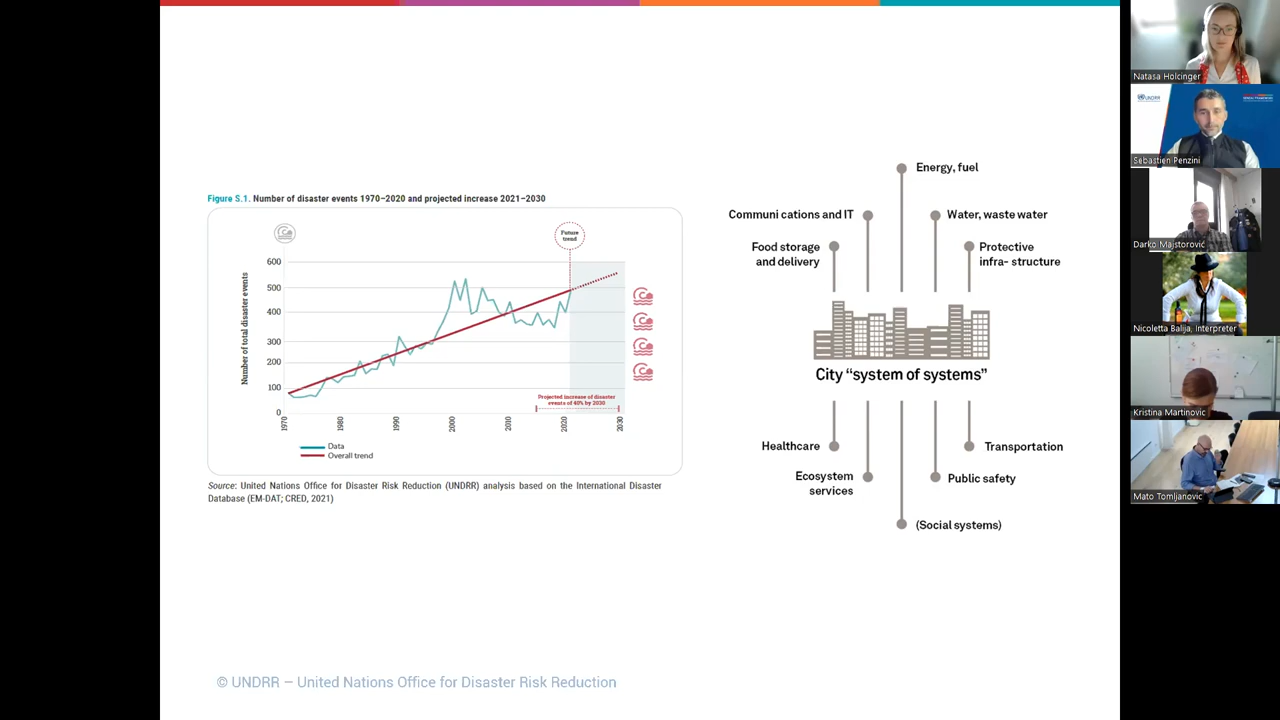 Figure S.1. Number of disaster events 1970–2020 and projected increase 2021–2030
Future
trend
Number of total disaster events
600
500
400
300
200
100
0
1970
1980
1990
2000
2010
2020
2030
Projected increase of disaster
events of 40% by 2030
Data
Overall trend
Source: United Nations Office for Disaster Risk Reduction (UNDRR) analysis based on the International Disaster
Database (EM-DAT; CRED, 2021)
Energy, fuel
Communi cations and IT
Water, waste water
Food storage
and delivery
Protective
infra- structure
City “system of systems”
Healthcare
Transportation
Ecosystem
services
Public safety
(Social systems)
© UNDRR – United Nations Office for Disaster Risk Reduction
Natasa Holcinger
UNDRR
Sebastien Penzini
Darko Majstorović
Nicoletta Balija, Interpreter
Kristina Martinovic
Mato Tomljanovic